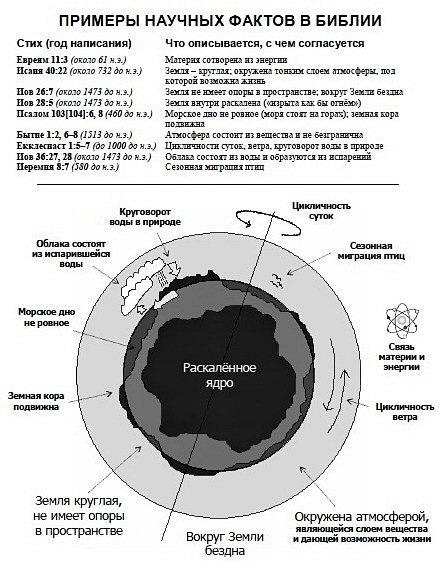 ПРИМЕРЫ НАУЧНЫХ ФАКТОВ В БИБЛИИ
Стих (год написания) Что описывается, с чем согласуется
Евреям 11:3 (около 61 н.э.) Материя сотворена из энергии
Исаия 40:22 (около 732 до н.э.) Земля – круглая; окружена тонким слоем атмосферы, под
которой возможна жизнь
Иов 26:7 (около 1473 до н.э.) Земля не имеет опоры в пространстве; вокруг Земли бездна
Иов 28:5 (около 1473 до н.э.) Земля внутри раскалена («изрыта как бы огнём»)
Псалом 103[104]:6, 8 (460 до н.э.) Морское дно не ровное (моря стоят на горах); земная кора
подвижна
Бытие 1:2, 6–8 (1513 до н.э.) Атмосфера состоит из вещества и не безгранична
Екклесиаст 1:5–7 (до 1000 до н.э.) Цикличности суток, ветра, круговорот воды в природе
Иов 36:27, 28 (около 1473 до н.э.) Облака состоят из воды и образуются из испарений
Иеремия 8:7 (580 до н.э.) Сезонная миграция птиц
Круговорот
воды в природе
Цикличность
суток
Облака состоят
из испарившейся
воды
Сезонная
миграция птиц
Морское дно
не ровное
Раскалённое
ядро
Связь
материи и
энергии
Земная кора
подвижна
Цикличность
ветра
Земля круглая,
не имеет опоры
в пространстве
Вокруг Земли
бездна
Окружена атмосферой,
являющейся слоем вещества
и дающей возможность жизни